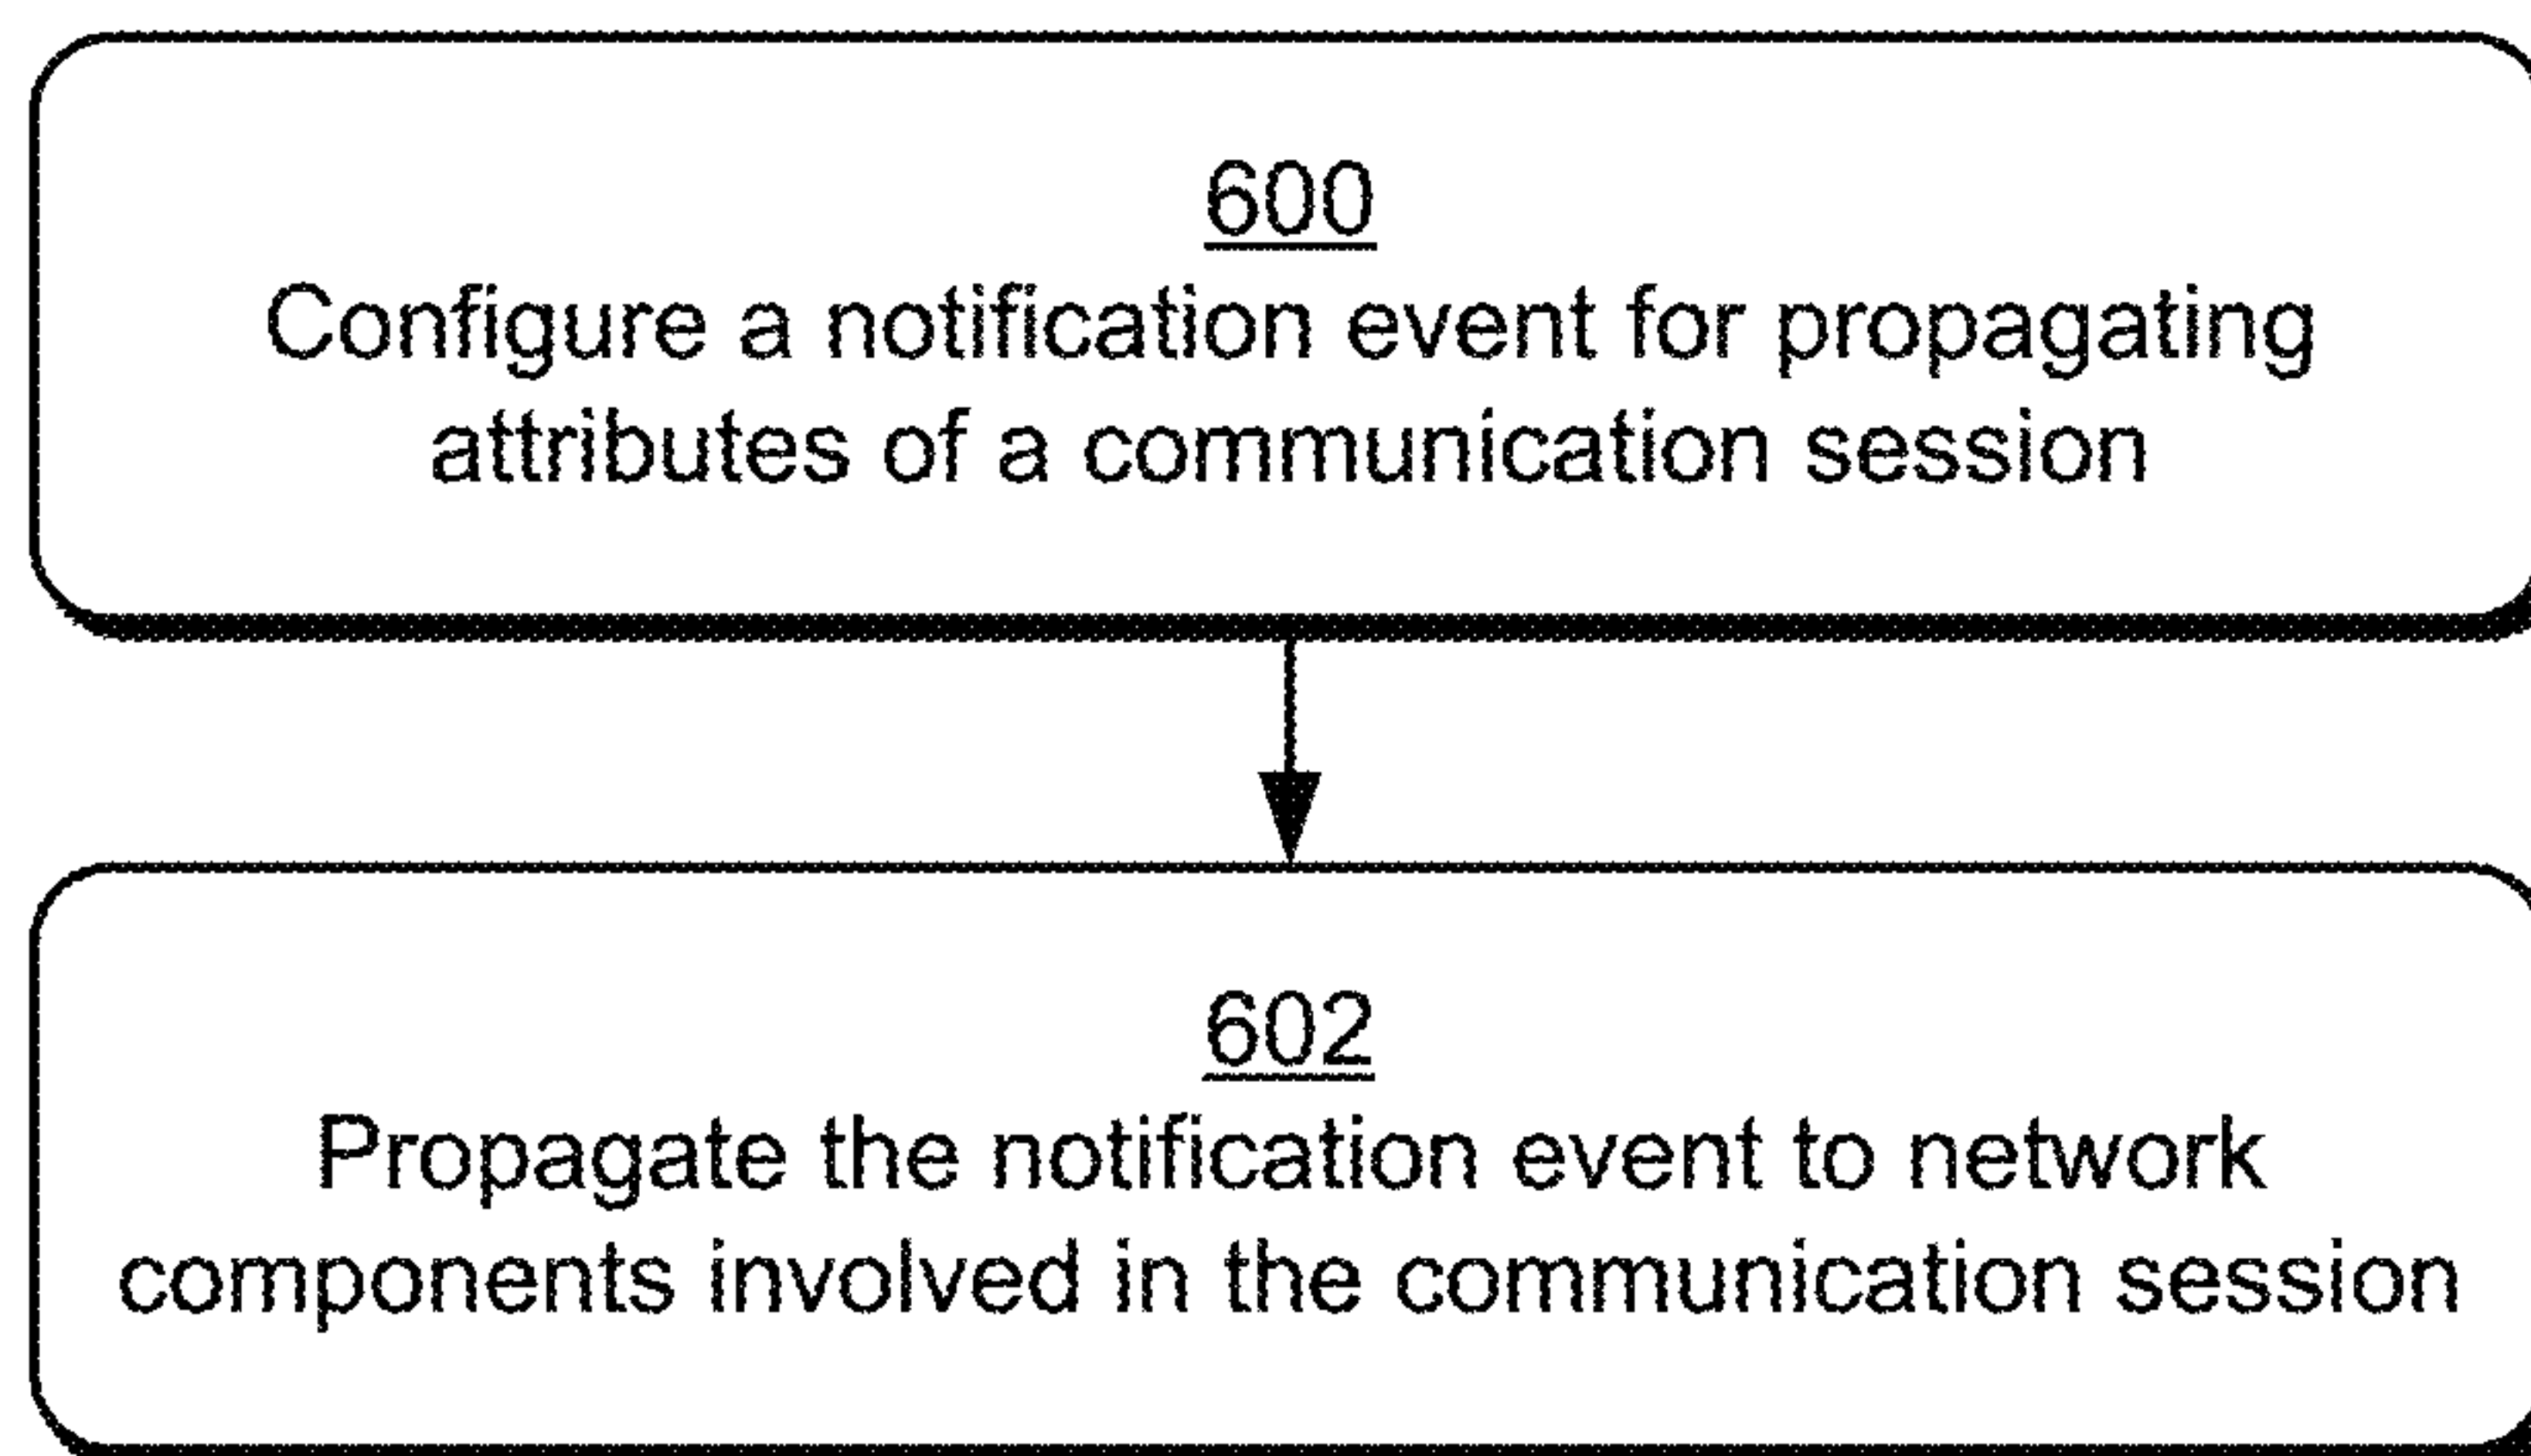 600
Configure a notification event for propagating
attributes of a communication session
602
Propagate the notification event to network
components involved in the communication session